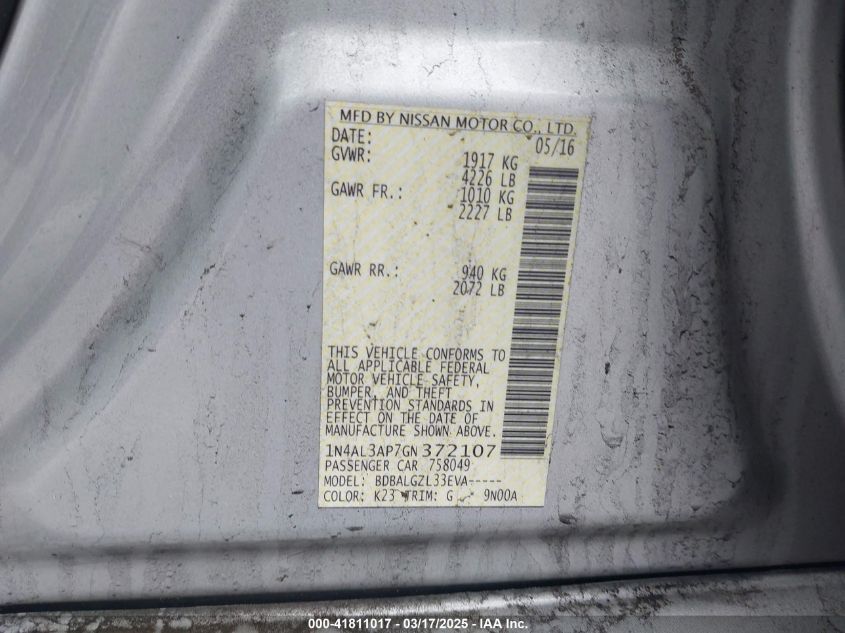 MFD BY NISSAN MOTOR CO., LTD.
DATE: 05/16
GVWR: 1917 KG
4226 LB
GAWR FR.: 1010 KG
2227 LB
GAWR RR.: 940 KG
2072 LB
THIS VEHICLE CONFORMS TO
ALL APPLICABLE FEDERAL
MOTOR VEHICLE SAFETY,
BUMPER, AND THEFT
PREVENTION STANDARDS IN
EFFECT ON THE DATE OF
MANUFACTURE SHOWN ABOVE.
1N4AL3AP7GN372107
PASSENGER CAR 758049
MODEL: BDBALGZL33EVA-----
COLOR: K23 TRIM: G 9N00A
000-41811017 - 03/17/2025 - IAA Inc.